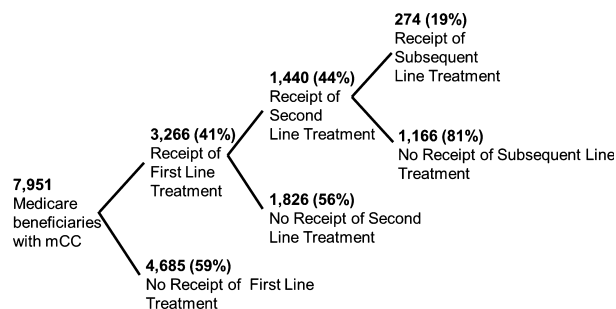 274 (19%)
Receipt of
Subsequent
Line Treatment
1,440 (44%)
Receipt of
Second
Line Treatment
1,166 (81%)
No Receipt of Subsequent Line
Treatment
3,266 (41%)
Receipt of
First Line
Treatment
7,951
Medicare
beneficiaries
with mCC
1,826 (56%)
No Receipt of Second
Line Treatment
4,685 (59%)
No Receipt of First Line
Treatment